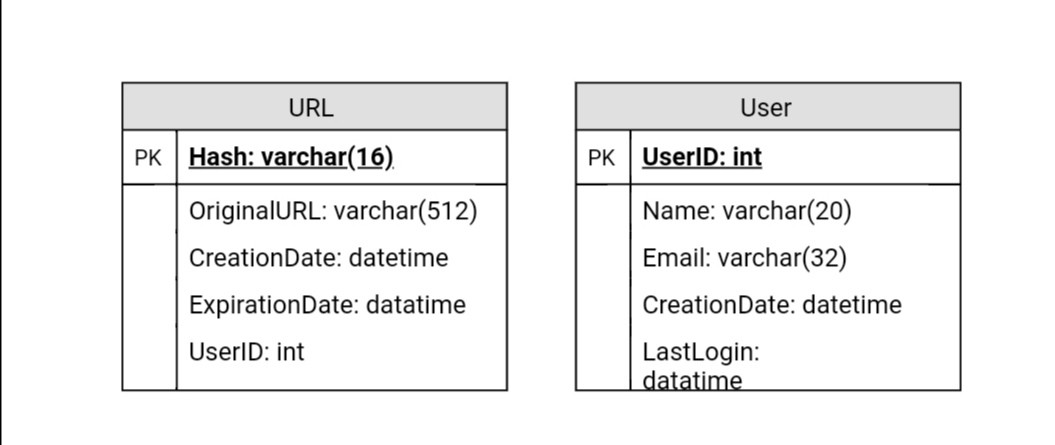 URL
PK
Hash: varchar(16)
OriginalURL: varchar(512)
CreationDate: datetime
ExpirationDate: datatime
UserID: int
User
PK
UserID: int
Name: varchar(20)
Email: varchar(32)
CreationDate: datetime
LastLogin:
datatime